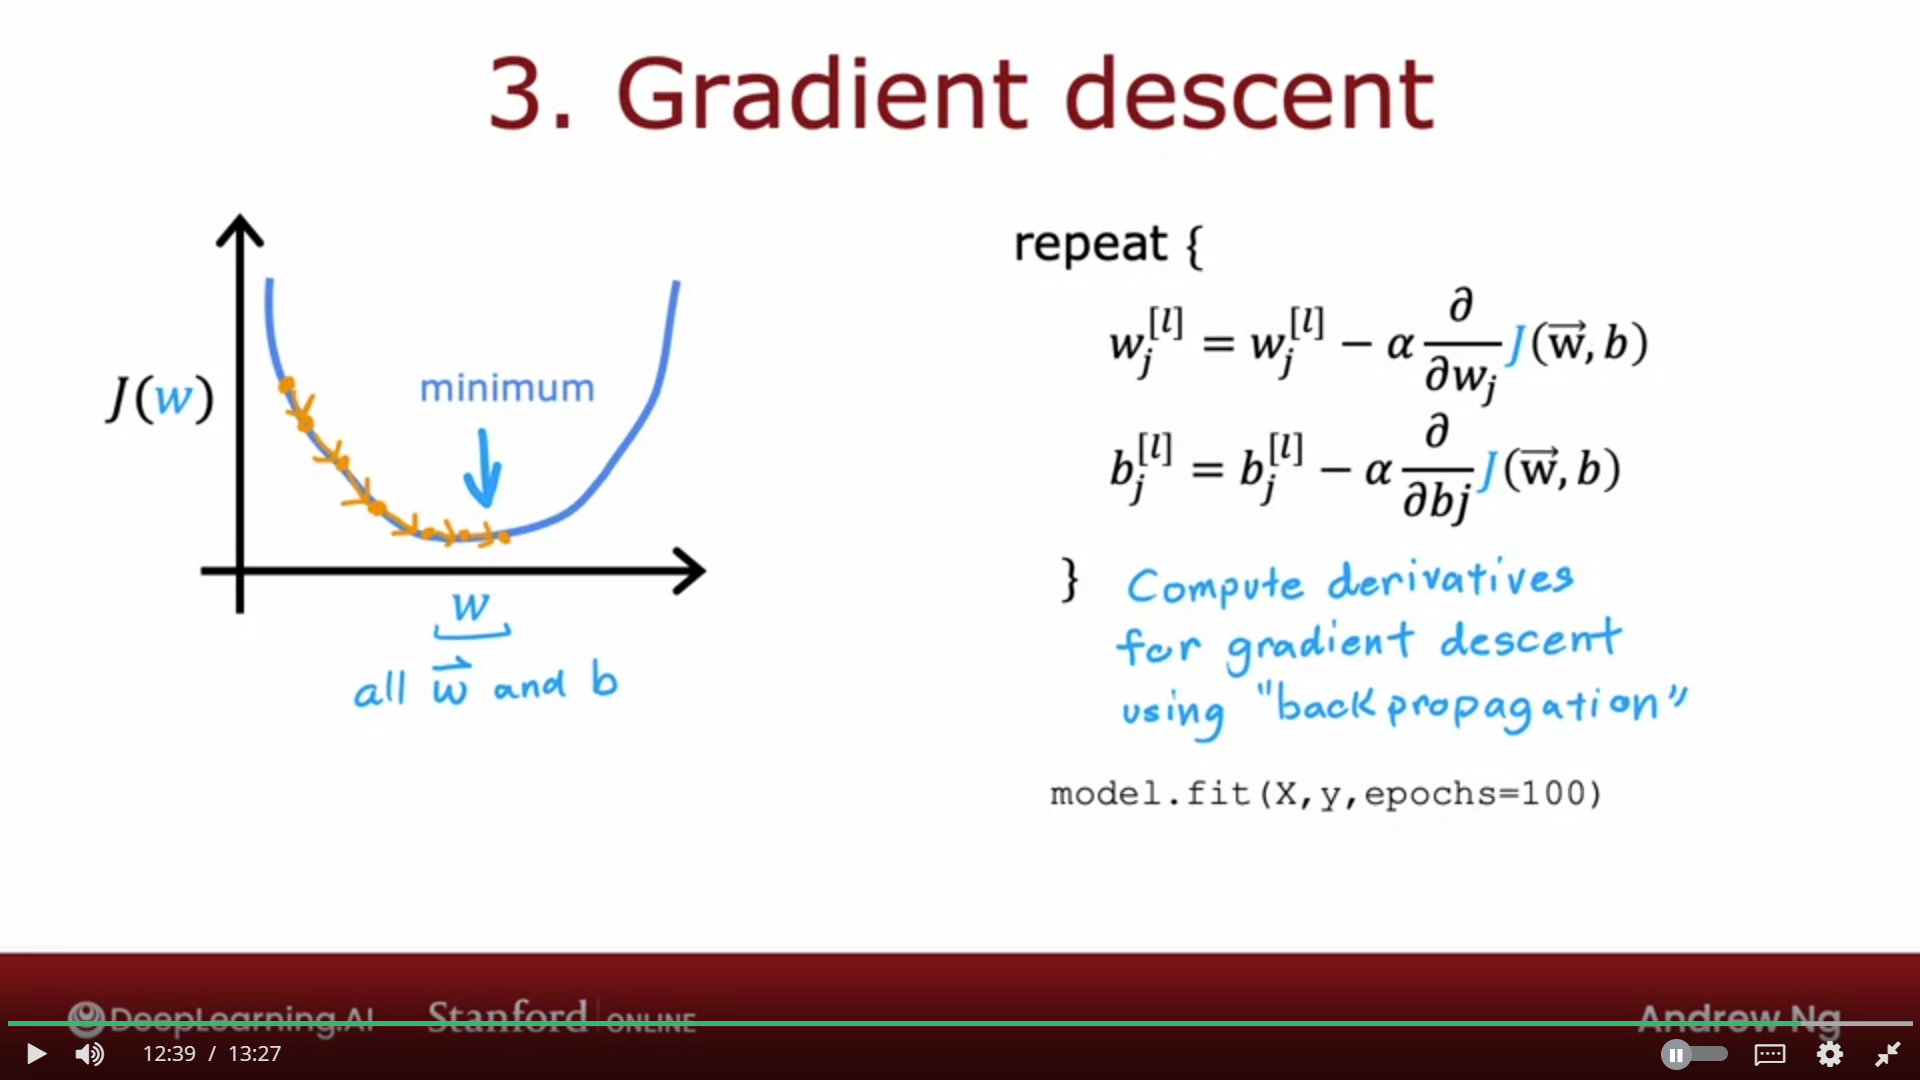 3. Gradient descent
J(w)
minimum
w
all w⃗ and b
repeat {
w_j^[l] = w_j^[l] − α ∂/∂w_j J(w⃗, b)
b_j^[l] = b_j^[l] − α ∂/∂bj J(w⃗, b)
} Compute derivatives
for gradient descent
using "back propagation"
model.fit(X,y,epochs=100)
DeepLearning.AI Stanford | ONLINE Andrew Ng
12:39 / 13:27